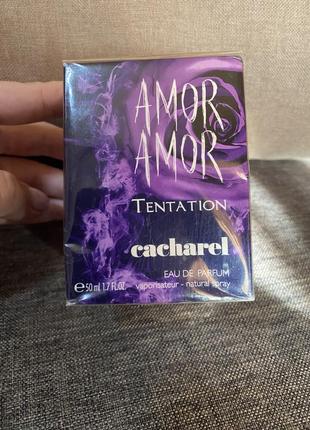 AMOR
AMOR
TENTATION
cacharel
EAU DE PARFUM
vaporisateur - natural spray
℮ 50 ml 1.7 FL.OZ